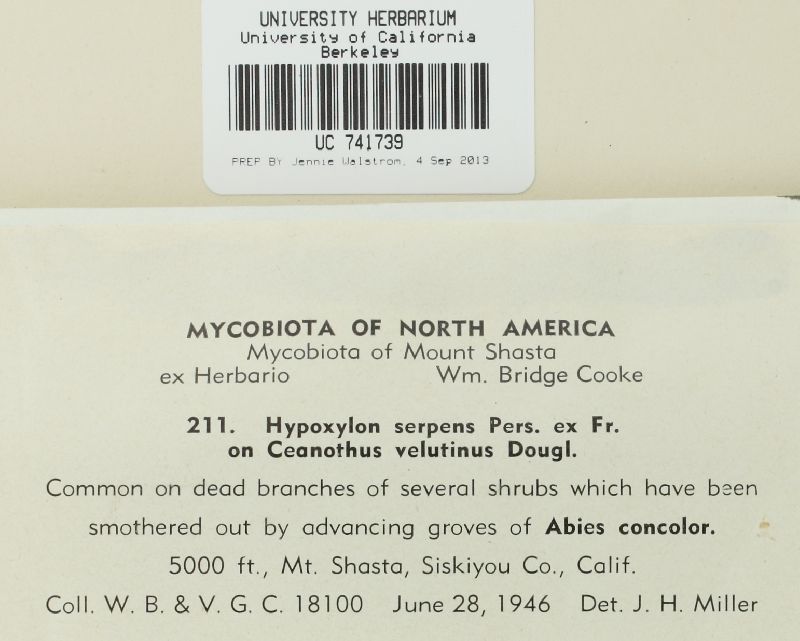 UNIVERSITY HERBARIUM
University of California
Berkeley
UC 741739
PREP BY Jennie Walstrom, 4 Sep 2013
MYCOBIOTA OF NORTH AMERICA
Mycobiota of Mount Shasta
ex Herbario Wm. Bridge Cooke
211. Hypoxylon serpens Pers. ex Fr.
on Ceanothus velutinus Dougl.
Common on dead branches of several shrubs which have been
smothered out by advancing groves of Abies concolor.
5000 ft., Mt. Shasta, Siskiyou Co., Calif.
Coll. W. B. & V. G. C. 18100 June 28, 1946 Det. J. H. Miller